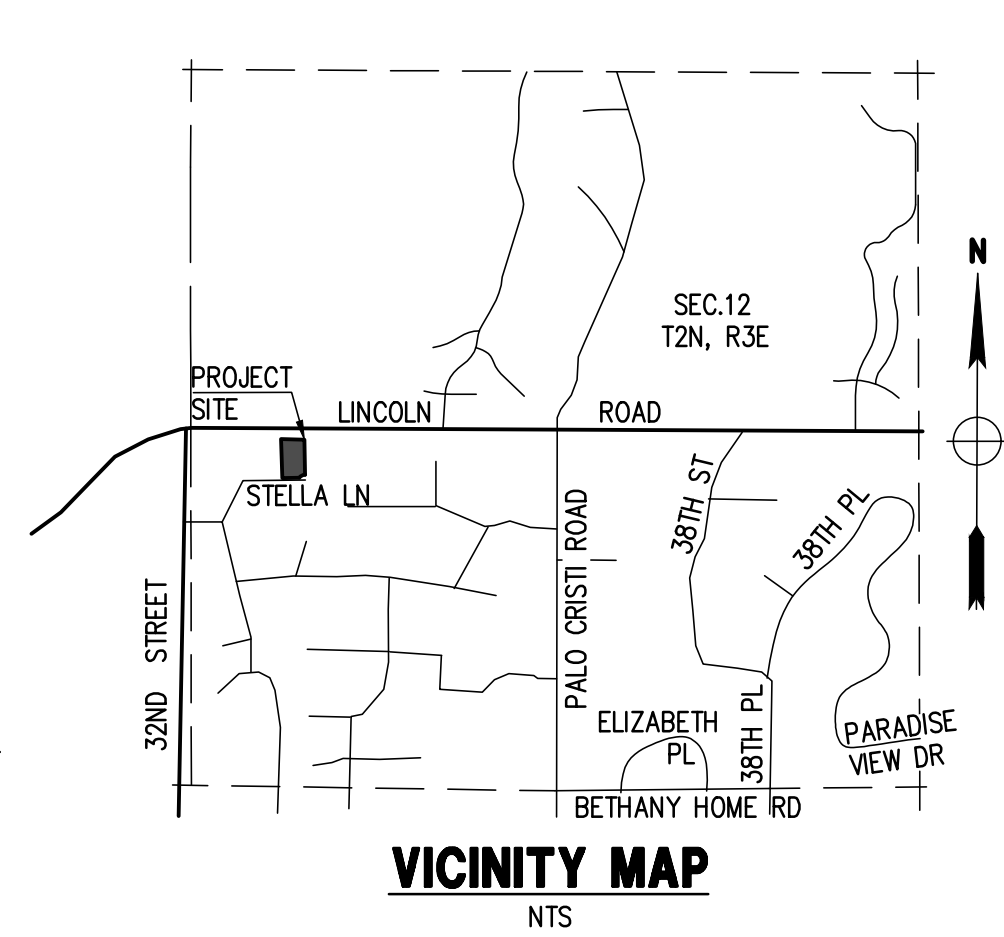 N
SEC.12
T2N, R3E
PROJECT
SITE
LINCOLN ROAD
STELLA LN
38TH ST
38TH PL
PALO CRISTI ROAD
32ND STREET
ELIZABETH
PL
38TH PL
PARADISE
VIEW DR
BETHANY HOME RD
VICINITY MAP
NTS